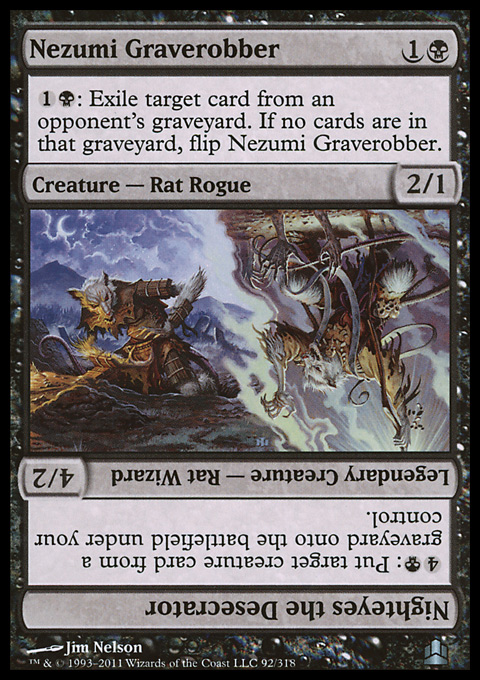 Nezumi Graverobber 1
1: Exile target card from an
opponent's graveyard. If no cards are in
that graveyard, flip Nezumi Graverobber.
Creature — Rat Rogue
2/1
Legendary Creature — Rat Wizard
4/2
4: Put target creature card from a
graveyard onto the battlefield under your
control.
Nighteyes the Desecrator
Jim Nelson
™ & © 1993-2011 Wizards of the Coast LLC 92/318